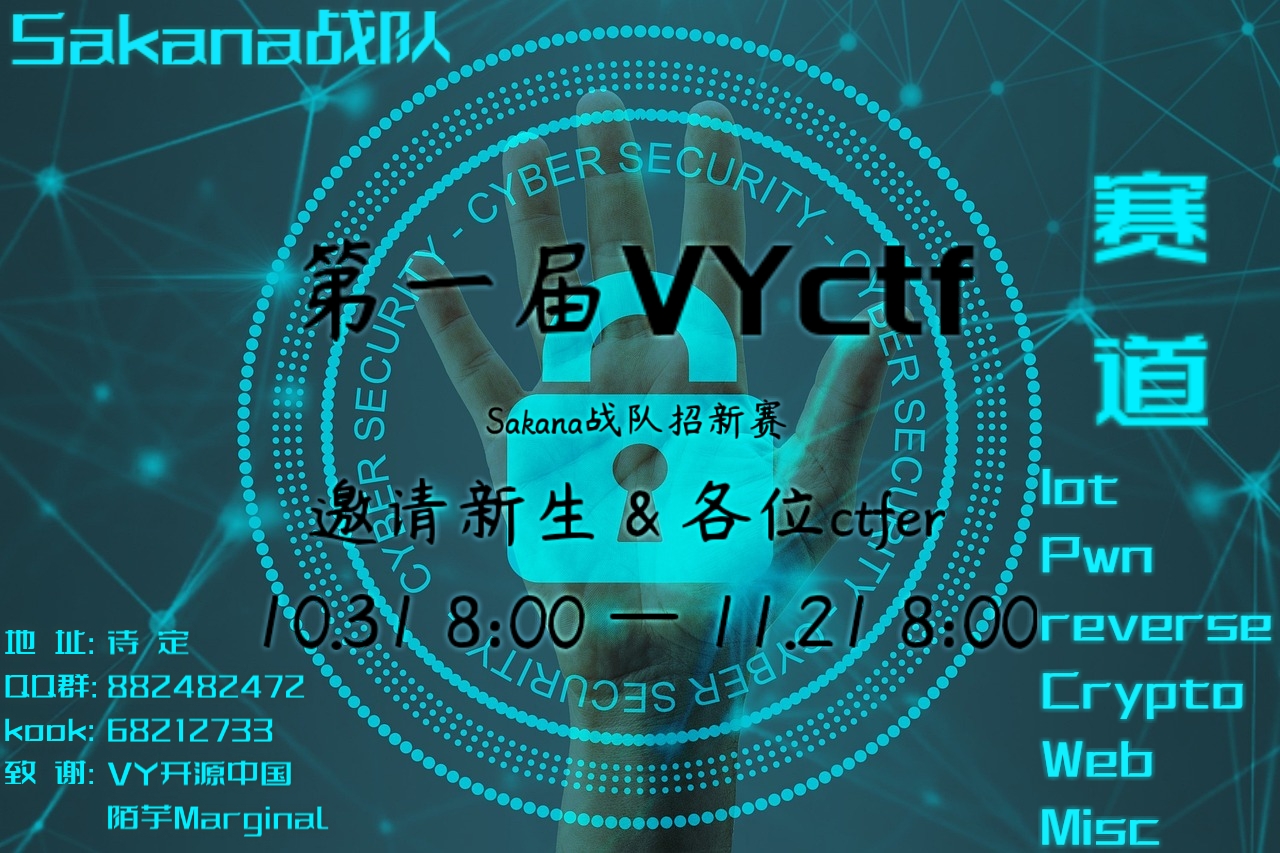 Sakana战队
CYBER SECURITY - CYBER SECURITY
CYBER SECURITY - CYBER SECURITY
第一届VYctf
Sakana战队招新赛
邀请新生 & 各位ctfer
10.31 8:00 — 11.21 8:00
赛道
Iot
Pwn
reverse
Crypto
Web
Misc
地 址: 待 定
QQ群: 882482472
kook: 68212733
致 谢: VY开源中国
陌芋Marginal